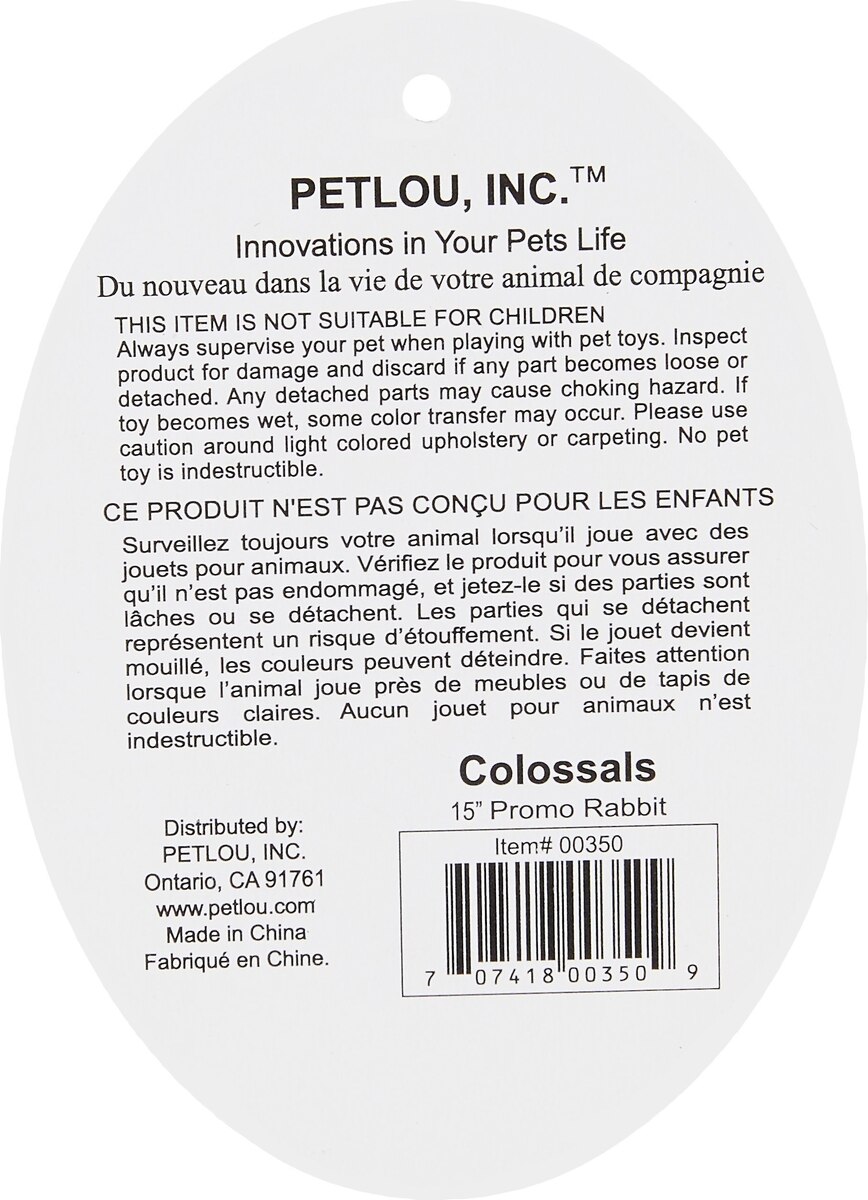 PETLOU, INC.™
Innovations in Your Pets Life
Du nouveau dans la vie de votre animal de compagnie
THIS ITEM IS NOT SUITABLE FOR CHILDREN
Always supervise your pet when playing with pet toys. Inspect
product for damage and discard if any part becomes loose or
detached. Any detached parts may cause choking hazard. If
toy becomes wet, some color transfer may occur. Please use
caution around light colored upholstery or carpeting. No pet
toy is indestructible.
CE PRODUIT N'EST PAS CONÇU POUR LES ENFANTS
Surveillez toujours votre animal lorsqu'il joue avec des
jouets pour animaux. Vérifiez le produit pour vous assurer
qu'il n'est pas endommagé, et jetez-le si des parties sont
lâches ou se détachent. Les parties qui se détachent
représentent un risque d'étouffement. Si le jouet devient
mouillé, les couleurs peuvent déteindre. Faites attention
lorsque l'animal joue près de meubles ou de tapis de
couleurs claires. Aucun jouet pour animaux n'est
indestructible.
Colossals
15” Promo Rabbit
Item# 00350
7 07418 00350 9
Distributed by:
PETLOU, INC.
Ontario, CA 91761
www.petlou.com
Made in China
Fabriqué en Chine.